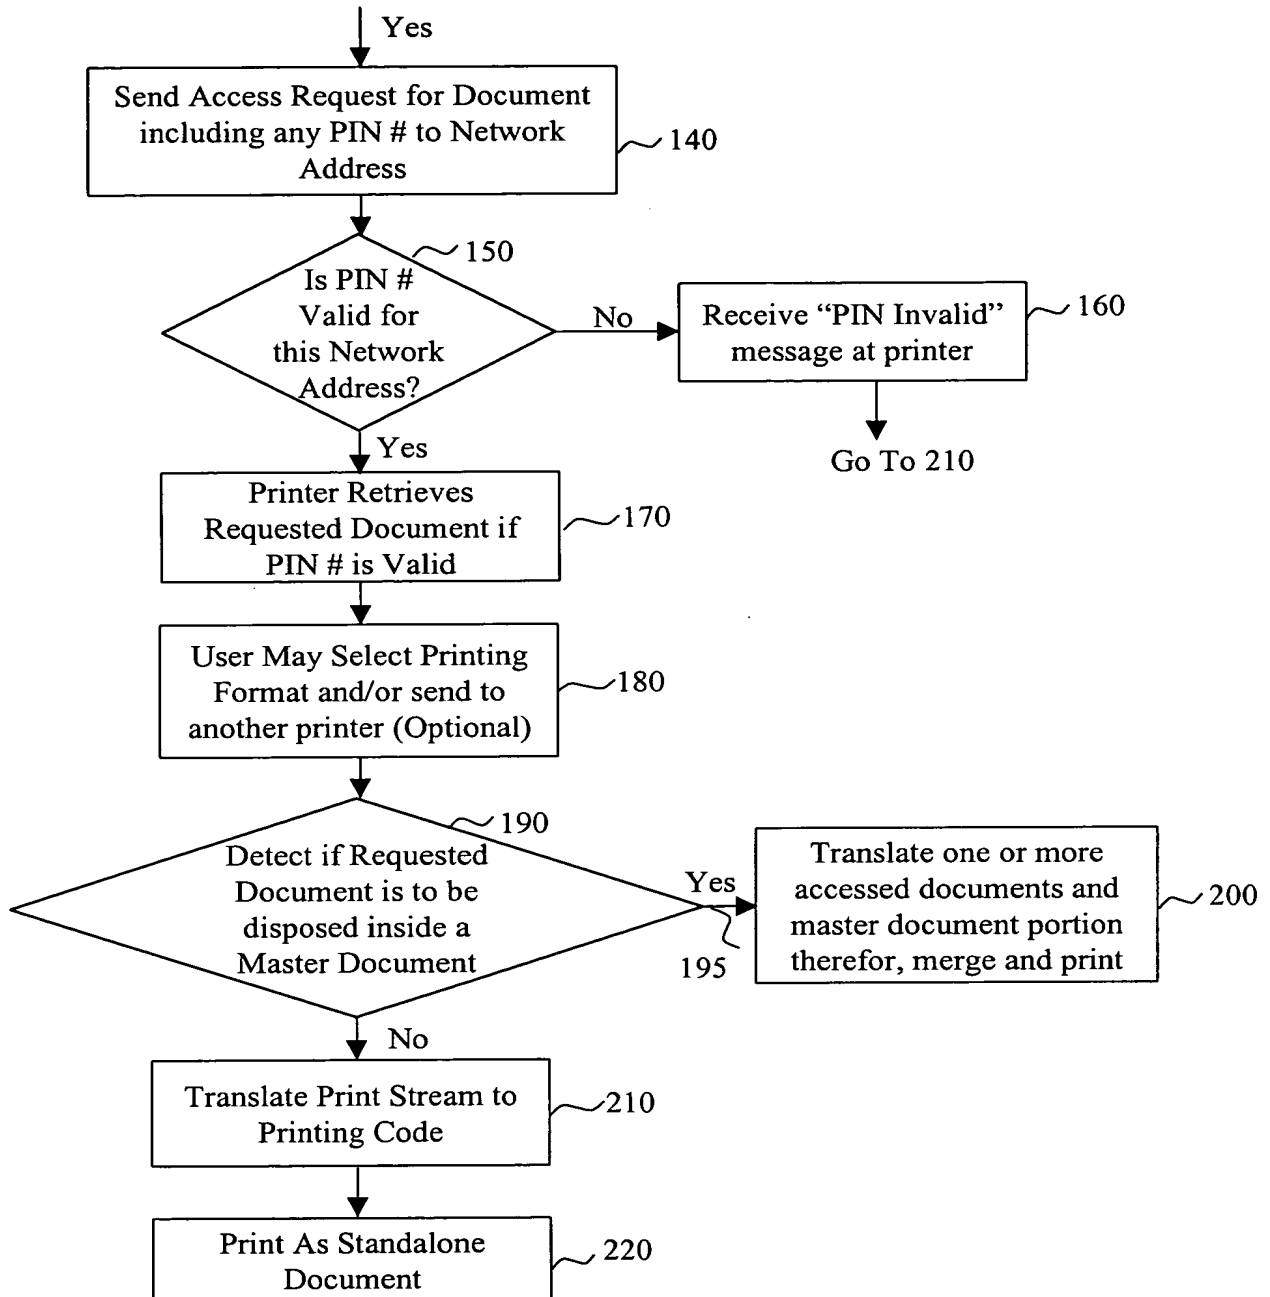 Yes
Send Access Request for Document
including any PIN # to Network
Address
140
150
Is PIN #
Valid for
this Network
Address?
No
Receive “PIN Invalid”
message at printer
160
Go To 210
Yes
Printer Retrieves
Requested Document if
PIN # is Valid
170
User May Select Printing
Format and/or send to
another printer (Optional)
180
190
Detect if Requested
Document is to be
disposed inside a
Master Document
Yes
195
Translate one or more
accessed documents and
master document portion
therefor, merge and print
200
No
Translate Print Stream to
Printing Code
210
Print As Standalone
Document
220